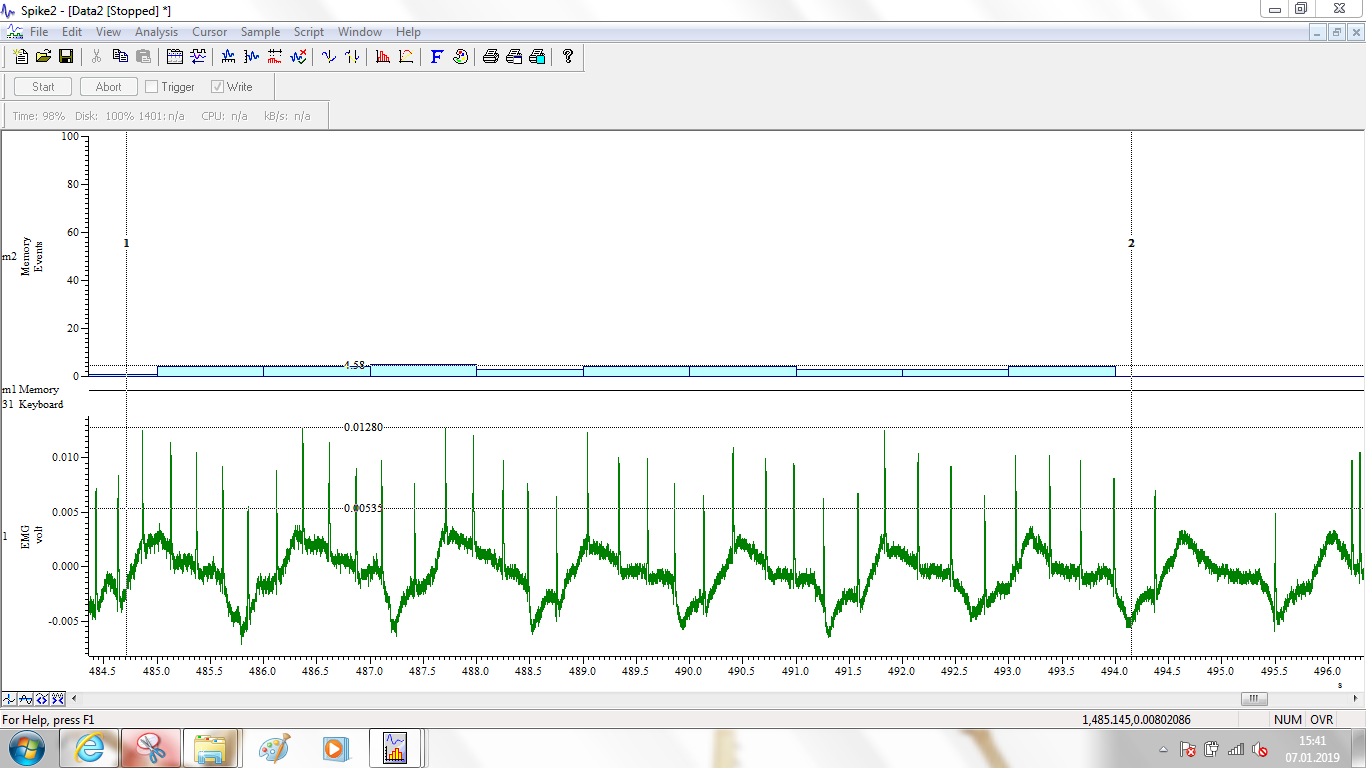 Spike2 - [Data2 [Stopped] *]
File Edit View Analysis Cursor Sample Script Window Help
Start Abort Trigger Write
Time: 98% Disk: 100% 1401: n/a CPU: n/a kB/s: n/a
100
80
60
40
20
0
m2
Memory
Events
1
2
4.58
m1 Memory
31 Keyboard
0.01280
0.010
0.005
0.00535
0.000
-0.005
1
EMG
volt
484.5 485.0 485.5 486.0 486.5 487.0 487.5 488.0 488.5 489.0 489.5 490.0 490.5 491.0 491.5 492.0 492.5 493.0 493.5 494.0 494.5 495.0 495.5 496.0
s
For Help, press F1
1,485.145,0.00802086
NUM OVR
15:41
07.01.2019